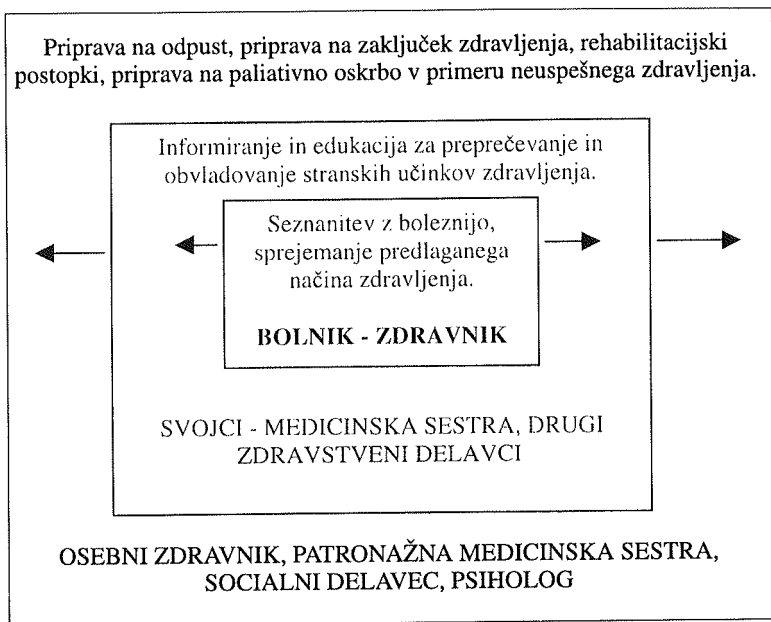 Priprava na odpust, priprava na zaključek zdravljenja, rehabilitacijski
postopki, priprava na paliativno oskrbo v primeru neuspešnega zdravljenja.
Informiranje in edukacija za preprečevanje in
obvladovanje stranskih učinkov zdravljenja.
Seznanitev z boleznijo,
sprejemanje predlaganega
načina zdravljenja.
BOLNIK - ZDRAVNIK
SVOJCI - MEDICINSKA SESTRA, DRUGI
ZDRAVSTVENI DELAVCI
OSEBNI ZDRAVNIK, PATRONAŽNA MEDICINSKA SESTRA,
SOCIALNI DELAVEC, PSIHOLOG